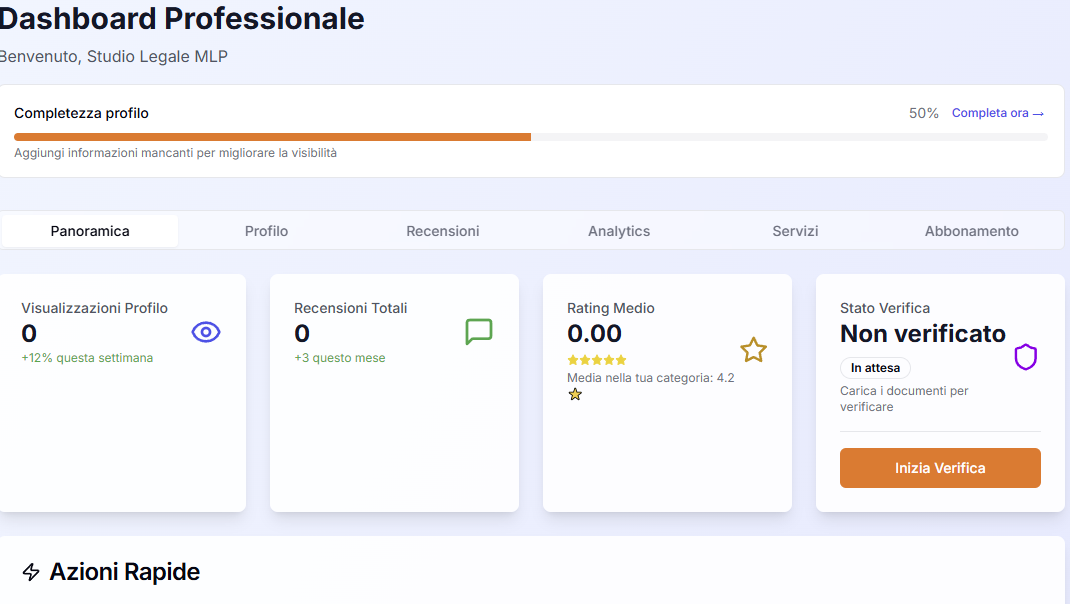 Dashboard Professionale
Benvenuto, Studio Legale MLP
Completezza profilo
50%
Completa ora →
Aggiungi informazioni mancanti per migliorare la visibilità
Panoramica
Profilo
Recensioni
Analytics
Servizi
Abbonamento
Visualizzazioni Profilo
0
+12% questa settimana
Recensioni Totali
0
+3 questo mese
Rating Medio
0.00
Media nella tua categoria: 4.2
Stato Verifica
Non verificato
In attesa
Carica i documenti per
verificare
Inizia Verifica
Azioni Rapide